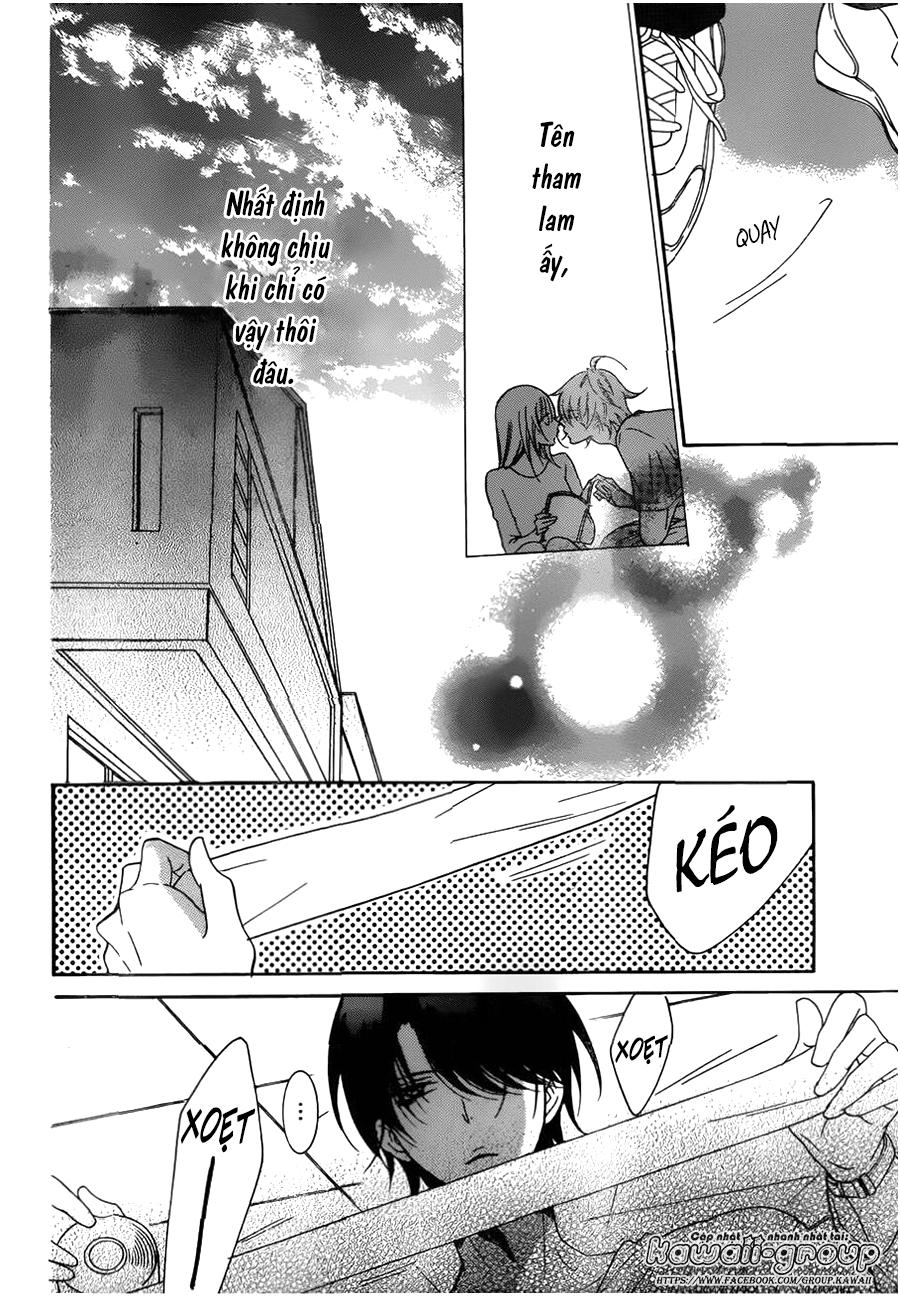 QUAY
Tên
tham
lam
ấy,
Nhất định
không chịu
khi chỉ có
vậy thôi
đâu.
KÉO
XOẸT
...
XOẸT
Cập nhật nhanh nhất tại:
Kawaii-group
HTTPS://WWW.FACEBOOK.COM/GROUP.KAWAII